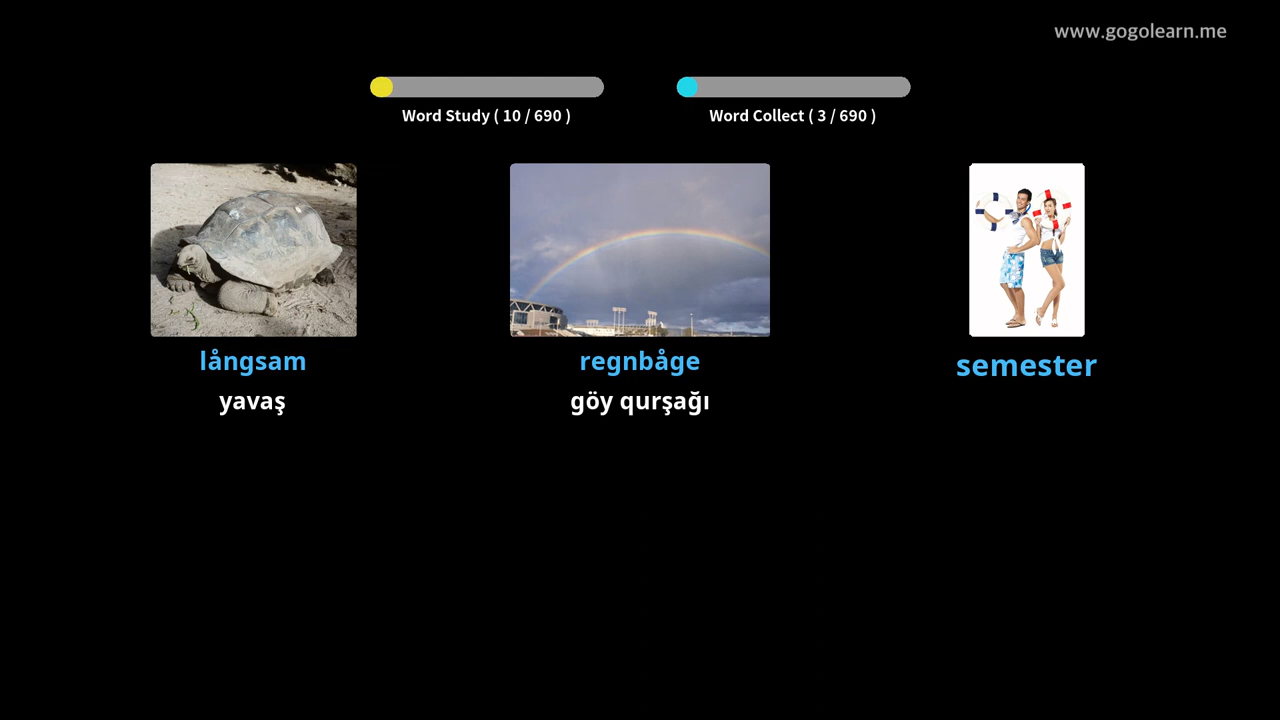 www.gogolearn.me
Word Study ( 10 / 690 )
Word Collect ( 3 / 690 )
långsam
yavaş
regnbåge
göy qurşağı
semester